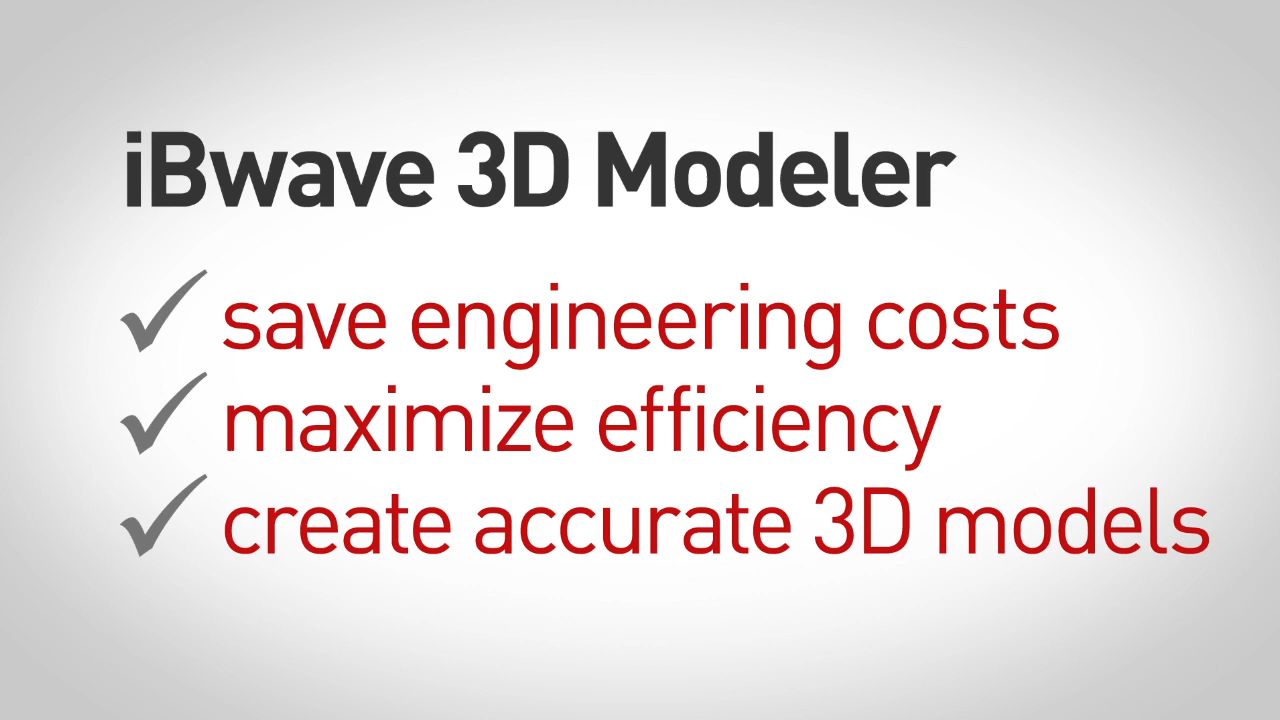 iBwave 3D Modeler
✓ save engineering costs
✓ maximize efficiency
✓ create accurate 3D models